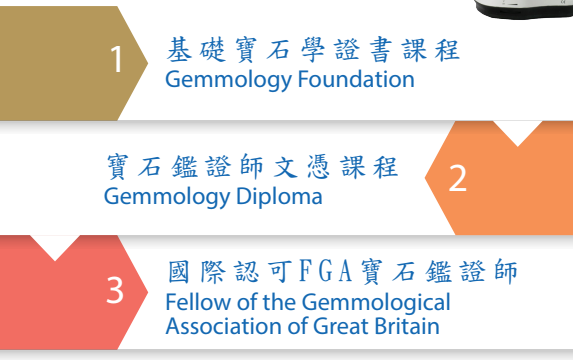 1
基礎寶石學證書課程
Gemmology Foundation
寶石鑑證師文憑課程
Gemmology Diploma
2
3
國際認可FGA寶石鑑證師
Fellow of the Gemmological
Association of Great Britain